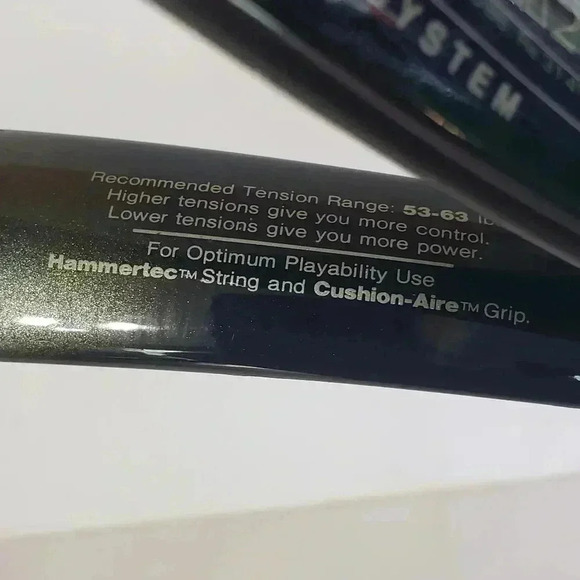 SYSTEM
Recommended Tension Range: 53-63
Higher tensions give you more control.
Lower tensions give you more power.
For Optimum Playability Use
Hammertec™ String and Cushion-Aire™ Grip.